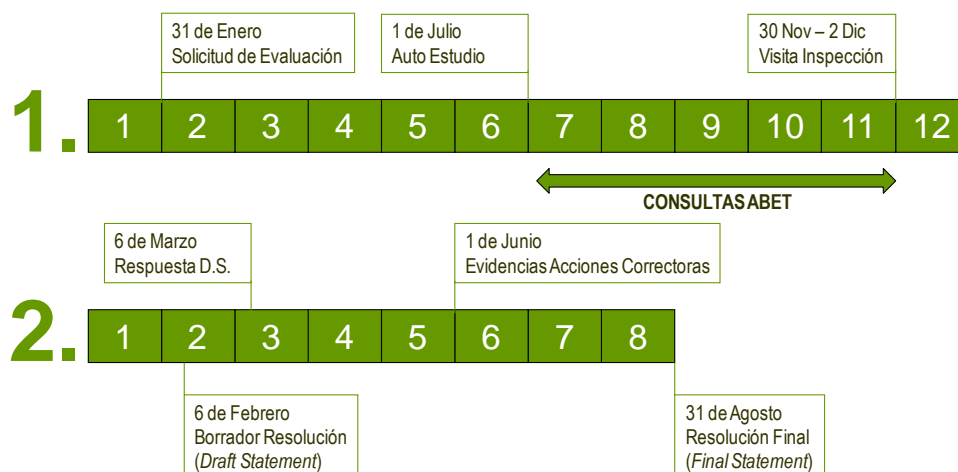 31 de Enero
Solicitud de Evaluación
1 de Julio
Auto Estudio
30 Nov – 2 Dic
Visita Inspección
1.
1 2 3 4 5 6 7 8 9 10 11 12
CONSULTAS ABET
6 de Marzo
Respuesta D.S.
1 de Junio
Evidencias Acciones Correctoras
2.
1 2 3 4 5 6 7 8
6 de Febrero
Borrador Resolución
(Draft Statement)
31 de Agosto
Resolución Final
(Final Statement)